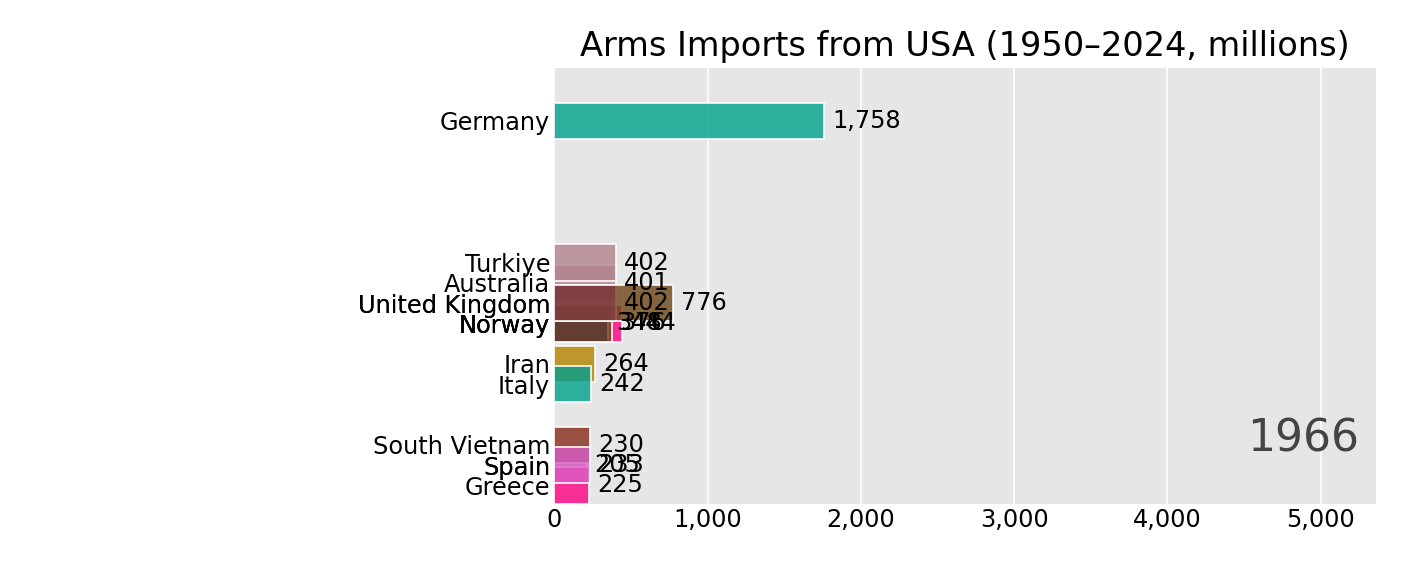 Arms Imports from USA (1950–2024, millions)
Germany 1,758
Turkiye 402
Australia 401
United Kingdom 402 776
Norway
Iran 264
Italy 242
South Vietnam 230
Spain
Greece 225
1966
0 1,000 2,000 3,000 4,000 5,000